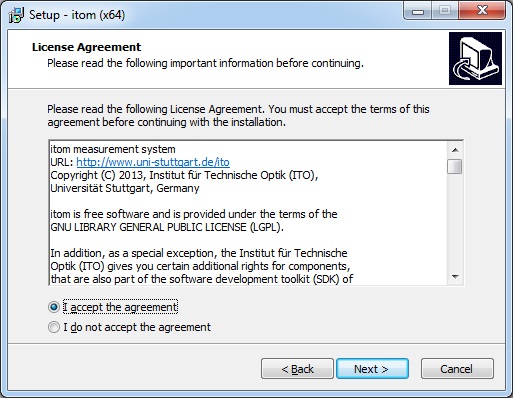 Setup - itom (x64)
License Agreement
Please read the following important information before continuing.
Please read the following License Agreement. You must accept the terms of this
agreement before continuing with the installation.
itom measurement system
URL: http://www.uni-stuttgart.de/ito
Copyright (C) 2013, Institut für Technische Optik (ITO),
Universität Stuttgart, Germany
itom is free software and is provided under the terms of the
GNU LIBRARY GENERAL PUBLIC LICENSE (LGPL).
In addition, as a special exception, the Institut für Technische
Optik (ITO) gives you certain additional rights for components,
that are also part of the software development toolkit (SDK) of
I accept the agreement
I do not accept the agreement
< Back
Next >
Cancel